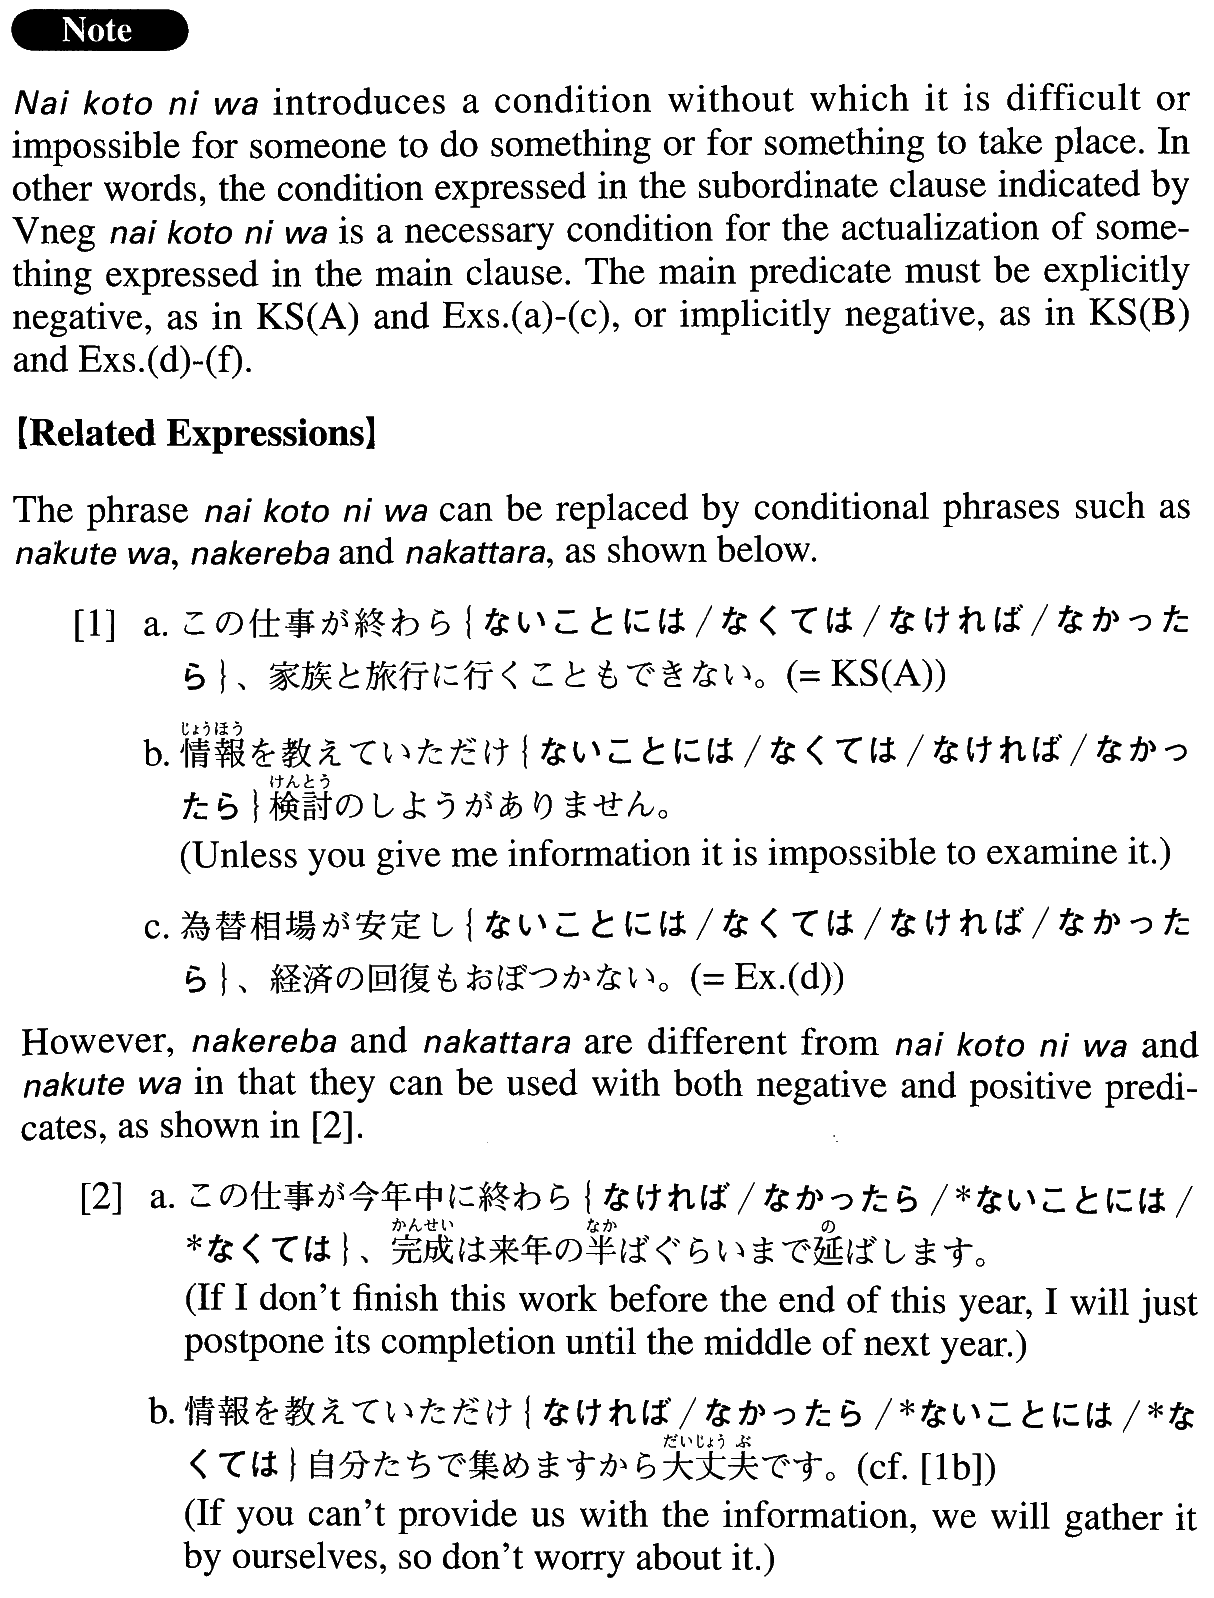 Note
Nai koto ni wa introduces a condition without which it is difficult or
impossible for someone to do something or for something to take place. In
other words, the condition expressed in the subordinate clause indicated by
Vneg nai koto ni wa is a necessary condition for the actualization of some-
thing expressed in the main clause. The main predicate must be explicitly
negative, as in KS(A) and Exs.(a)-(c), or implicitly negative, as in KS(B)
and Exs.(d)-(f).
【Related Expressions】
The phrase nai koto ni wa can be replaced by conditional phrases such as
nakute wa, nakereba and nakattara, as shown below.
[1] a. この仕事が終わら{ないことには/なくては/なければ/なかった
ら}、家族と旅行に行くこともできない。(= KS(A))
じょうほう
b. 情報を教えていただけ{ないことには/なくては/なければ/なかっ
けんとう
たら}検討のしようがありません。
(Unless you give me information it is impossible to examine it.)
c. 為替相場が安定し{ないことには/なくては/なければ/なかった
ら}、経済の回復もおぼつかない。(= Ex.(d))
However, nakereba and nakattara are different from nai koto ni wa and
nakute wa in that they can be used with both negative and positive predi-
cates, as shown in [2].
[2] a. この仕事が今年中に終わら{なければ/なかったら/*ないことには/
かんせい なか の
*なくては}、完成は来年の半ばぐらいまで延ばします。
(If I don't finish this work before the end of this year, I will just
postpone its completion until the middle of next year.)
b. 情報を教えていただけ{なければ/なかったら/*ないことには/*な
だいじょう ぶ
くては}自分たちで集めますから大丈夫です。(cf. [1b])
(If you can't provide us with the information, we will gather it
by ourselves, so don't worry about it.)